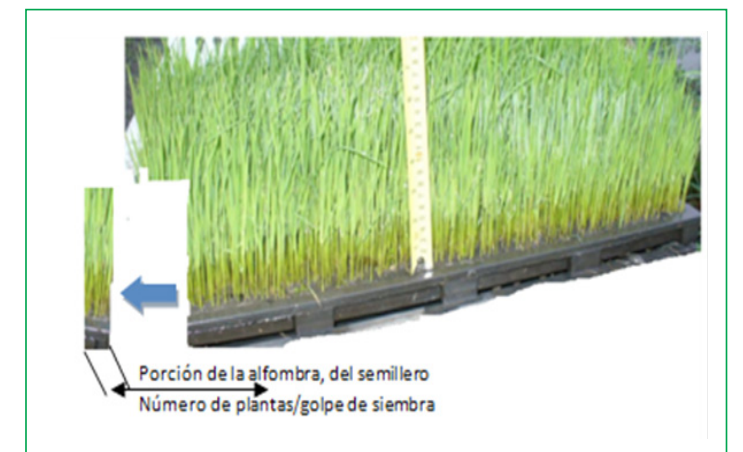 Porción de la alfombra, del semillero
Número de plantas/golpe de siembra